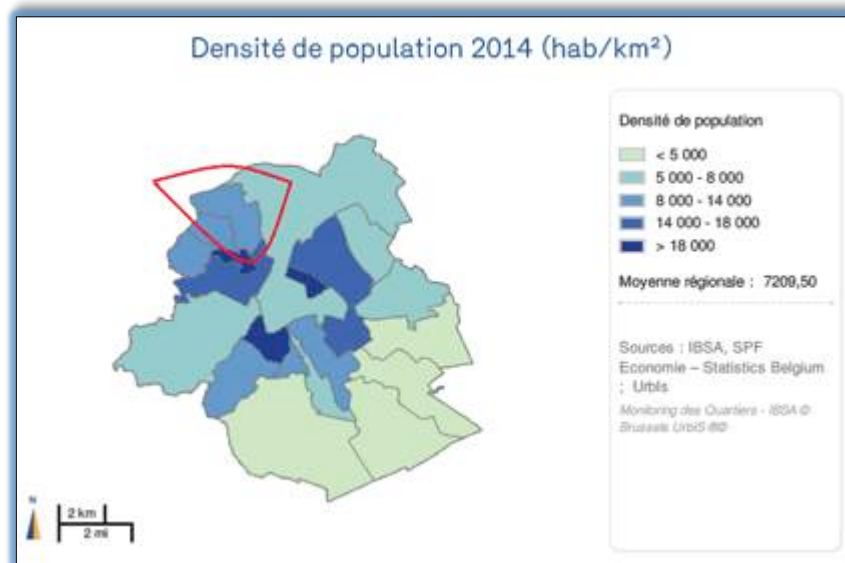 Densité de population 2014 (hab/km²)
Densité de population
< 5 000
5 000 - 8 000
8 000 - 14 000
14 000 - 18 000
> 18 000
Moyenne régionale : 7209,50
Sources : IBSA, SPF
Economie – Statistics Belgium
; UrbIs
Monitoring des Quartiers - IBSA ©
Brussels UrbIS ®©
N
2 km
2 mi